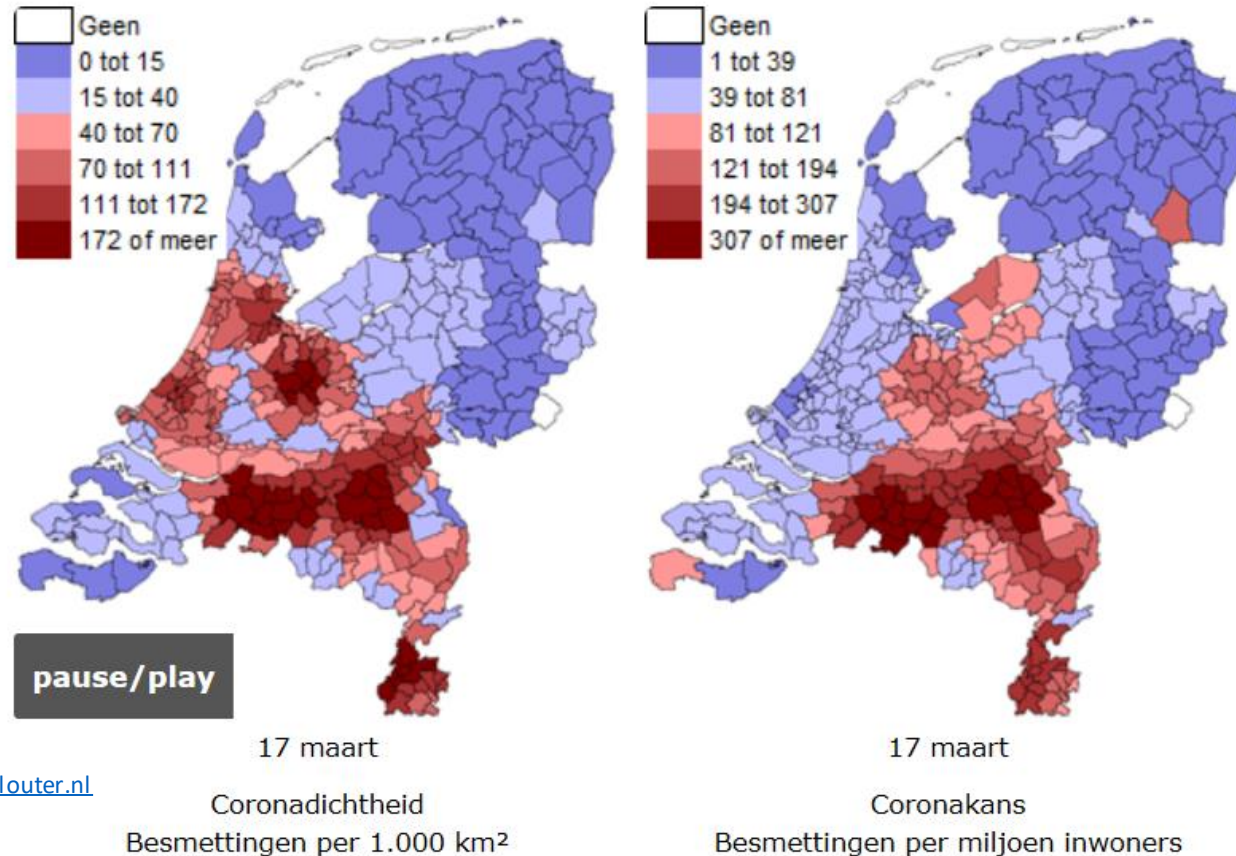 Geen
0 tot 15
15 tot 40
40 tot 70
70 tot 111
111 tot 172
172 of meer
pause/play
17 maart
louter.nl
Coronadichtheid
Besmettingen per 1.000 km²
Geen
1 tot 39
39 tot 81
81 tot 121
121 tot 194
194 tot 307
307 of meer
17 maart
Coronakans
Besmettingen per miljoen inwoners